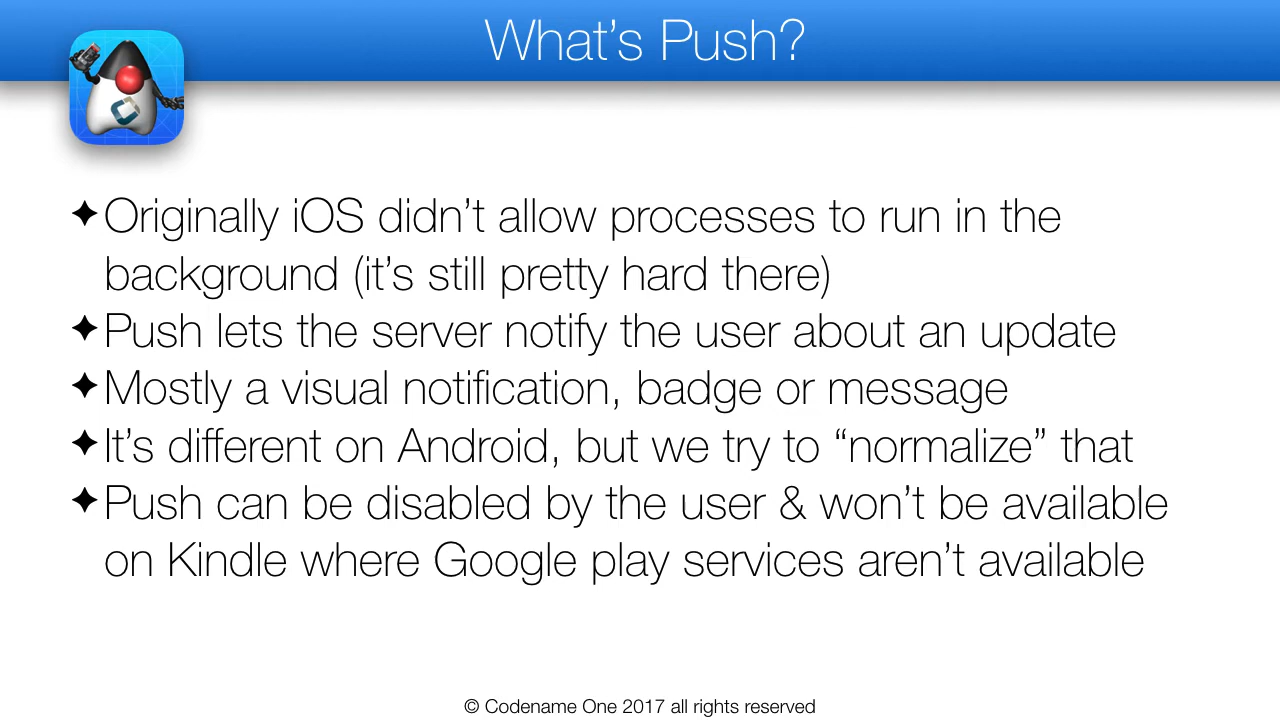 What’s Push?
✦Originally iOS didn’t allow processes to run in the
background (it’s still pretty hard there)
✦Push lets the server notify the user about an update
✦Mostly a visual notification, badge or message
✦It’s different on Android, but we try to “normalize” that
✦Push can be disabled by the user & won’t be available
on Kindle where Google play services aren’t available
© Codename One 2017 all rights reserved